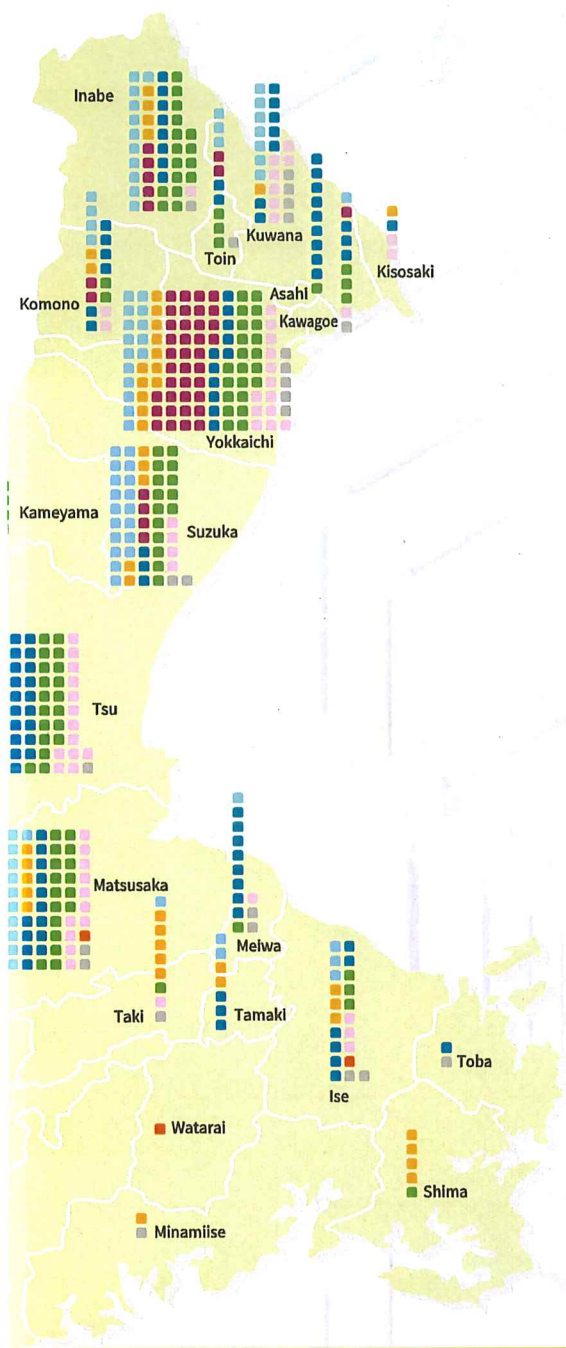 Inabe
Kuwana
Toin
Kisosaki
Asahi
Komono
Kawagoe
Yokkaichi
Kameyama
Suzuka
Tsu
Matsusaka
Meiwa
Taki
Tamaki
Toba
Ise
Watarai
Shima
Minamiise